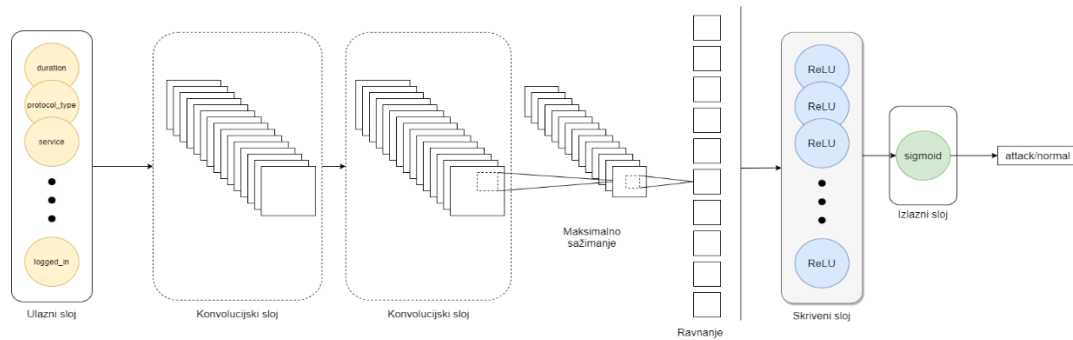 duration
protocol_type
service
logged_in
Ulazni sloj
Konvolucijski sloj
Konvolucijski sloj
Maksimalno
sažimanje
Ravnanje
ReLU
ReLU
ReLU
ReLU
Skriveni sloj
sigmoid
Izlazni sloj
attack/normal